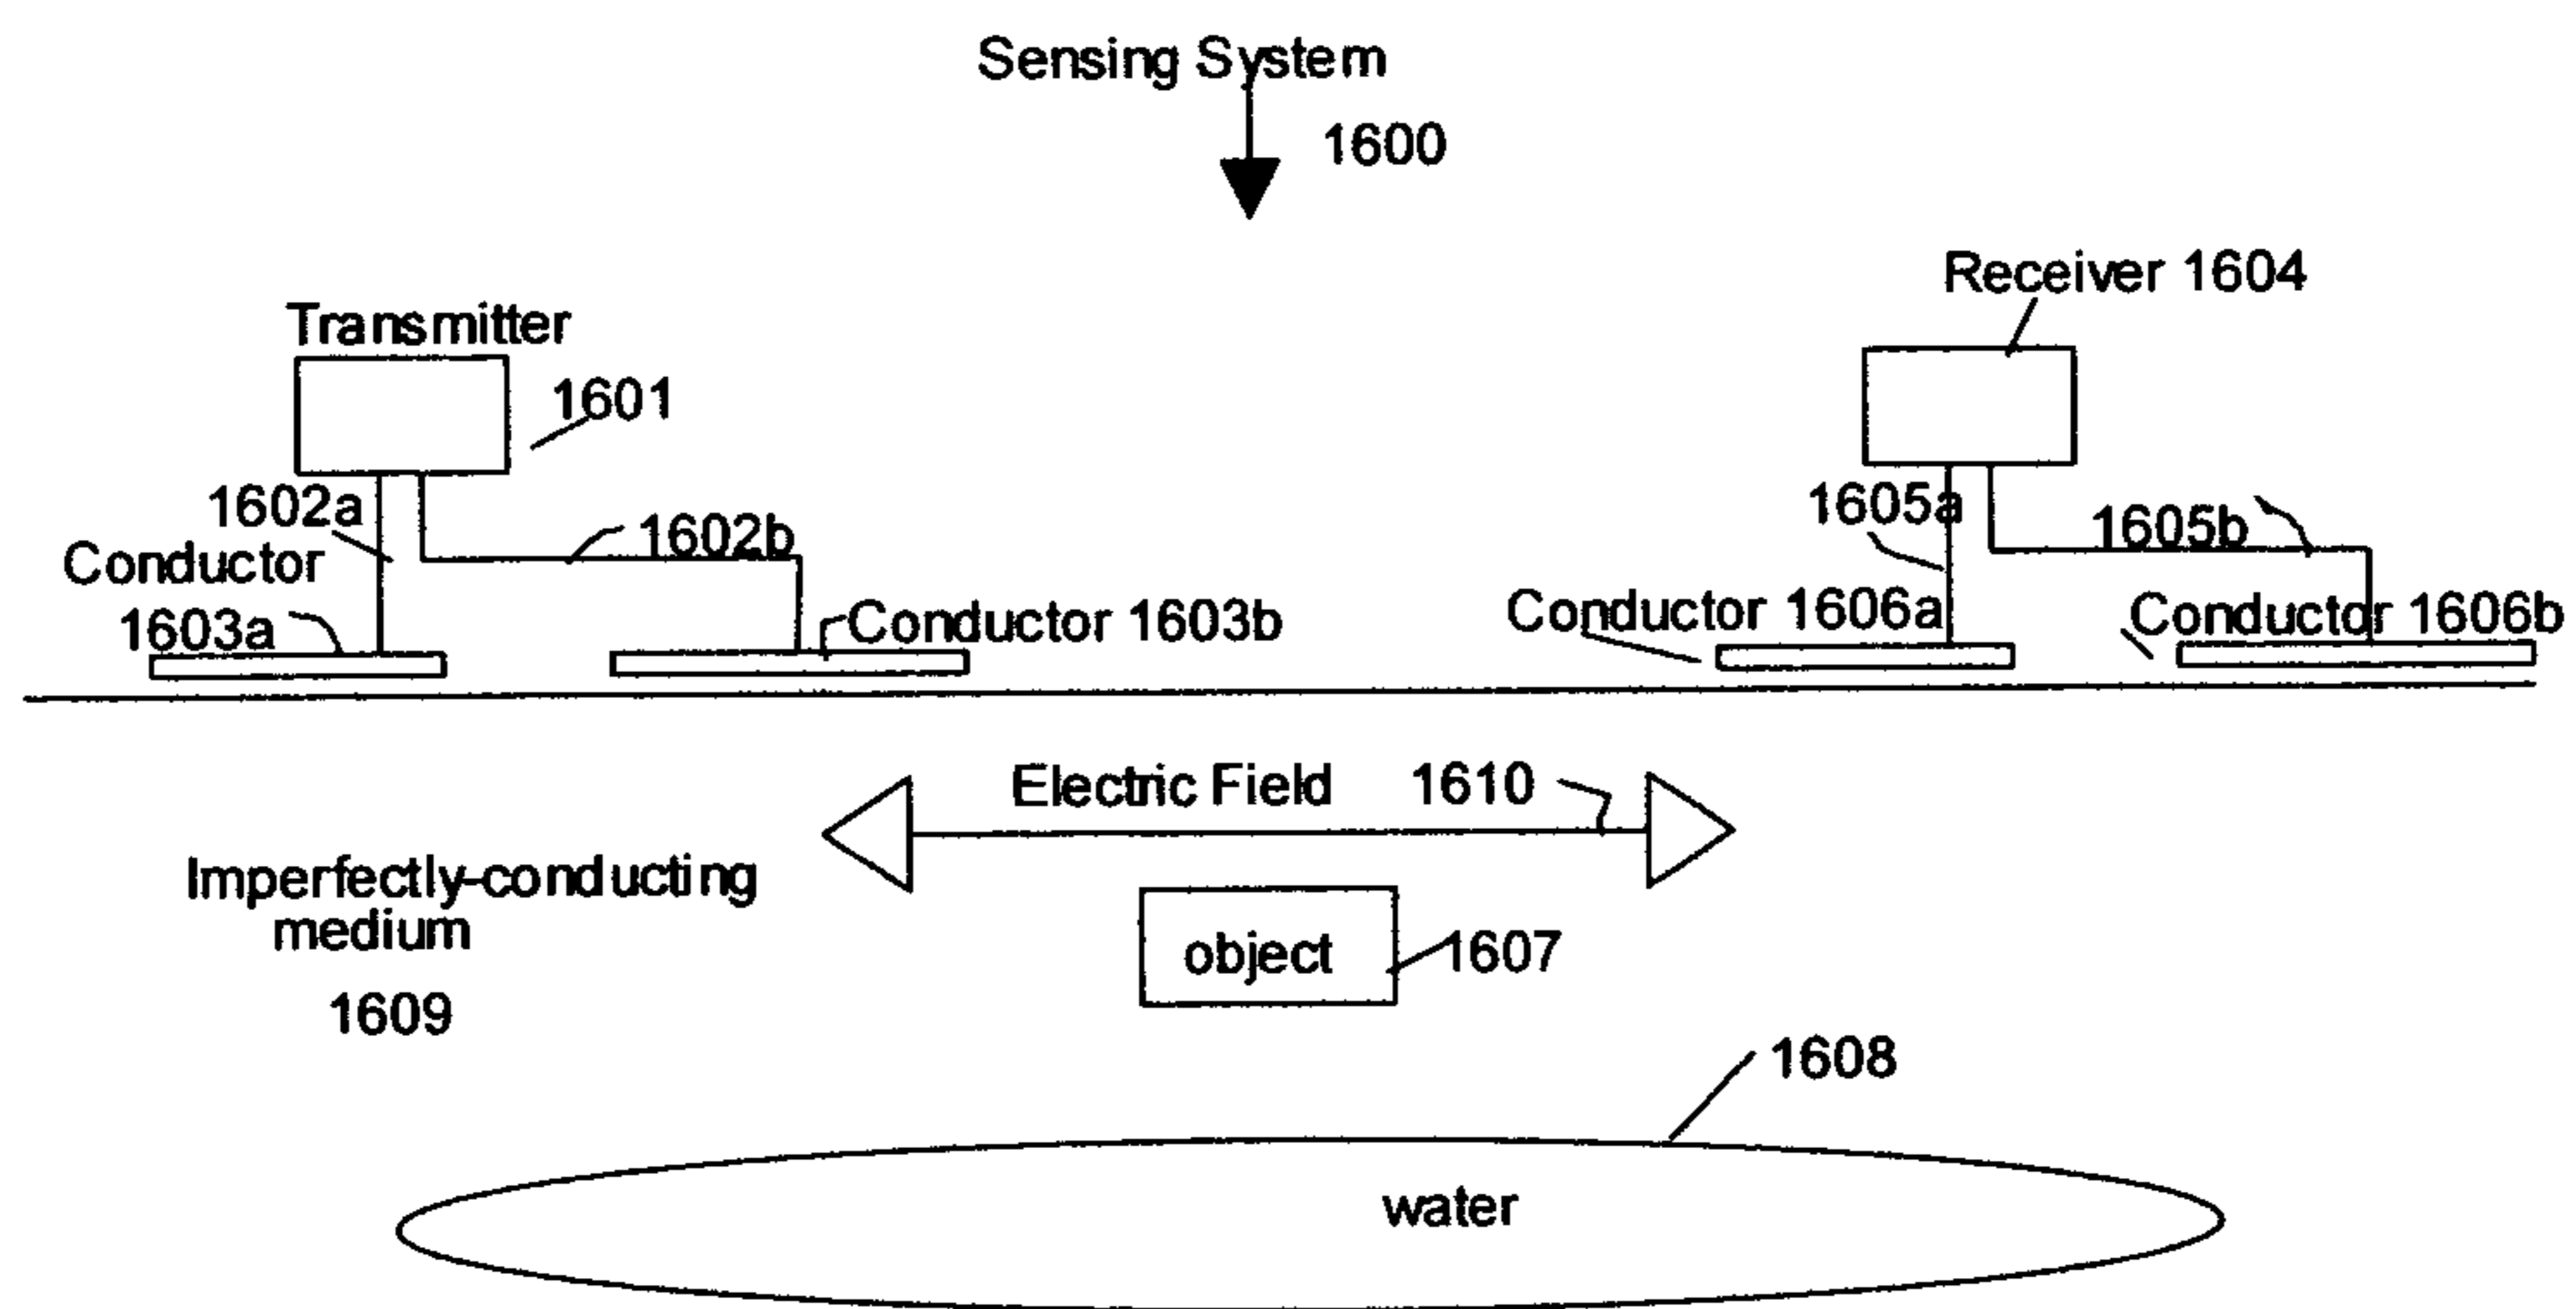 Sensing System
1600
Receiver 1604
Transmitter
1601
1602a
1602b
1605a
1605b
Conductor
1603a
Conductor 1603b
Conductor 1606a
Conductor 1606b
Electric Field 1610
Imperfectly-conducting
medium
1609
object
1607
1608
water